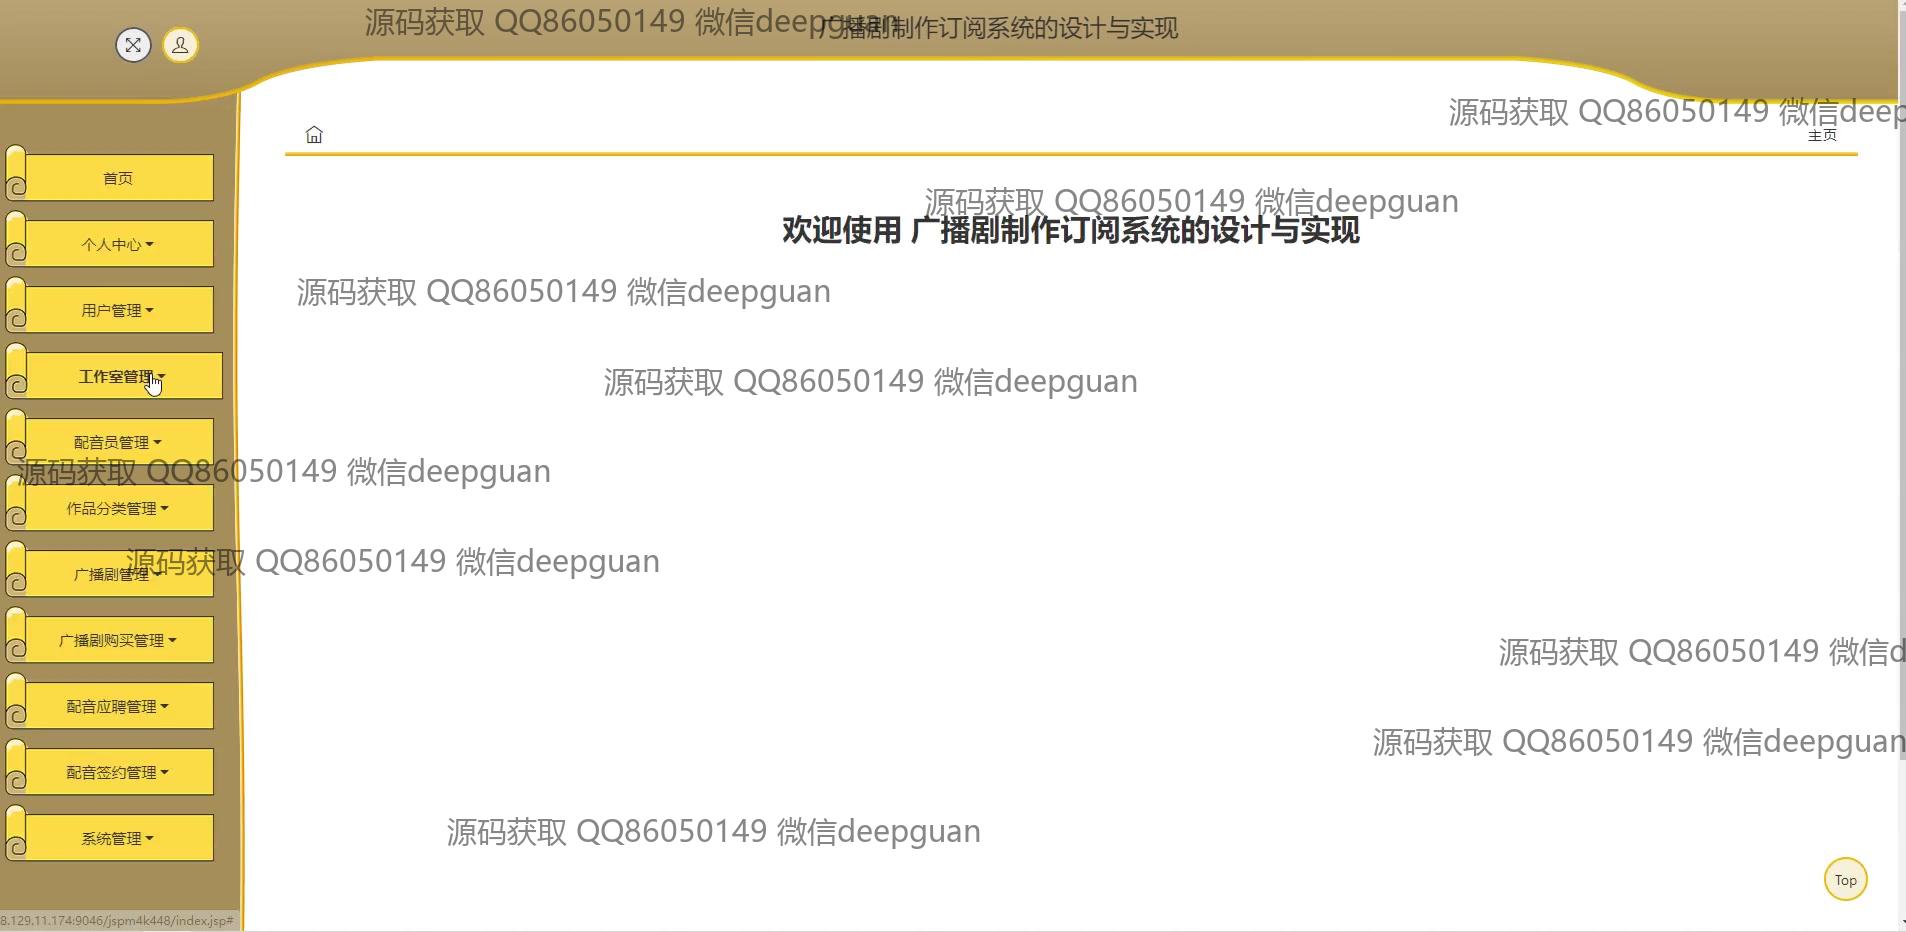 源码获取 QQ86050149 微信deepguan
广播剧制作订阅系统的设计与实现
源码获取 QQ86050149 微信deep
主页
首页
源码获取 QQ86050149 微信deepguan
欢迎使用 广播剧制作订阅系统的设计与实现
个人中心
源码获取 QQ86050149 微信deepguan
用户管理
工作室管理
源码获取 QQ86050149 微信deepguan
配音员管理
源码获取 QQ86050149 微信deepguan
作品分类管理
源码获取 QQ86050149 微信deepguan
广播剧管理
广播剧购买管理
源码获取 QQ86050149 微信d
配音应聘管理
源码获取 QQ86050149 微信deepguan
配音签约管理
源码获取 QQ86050149 微信deepguan
系统管理
Top
8.129.11.174:9046/jspm4k448/index.jsp#